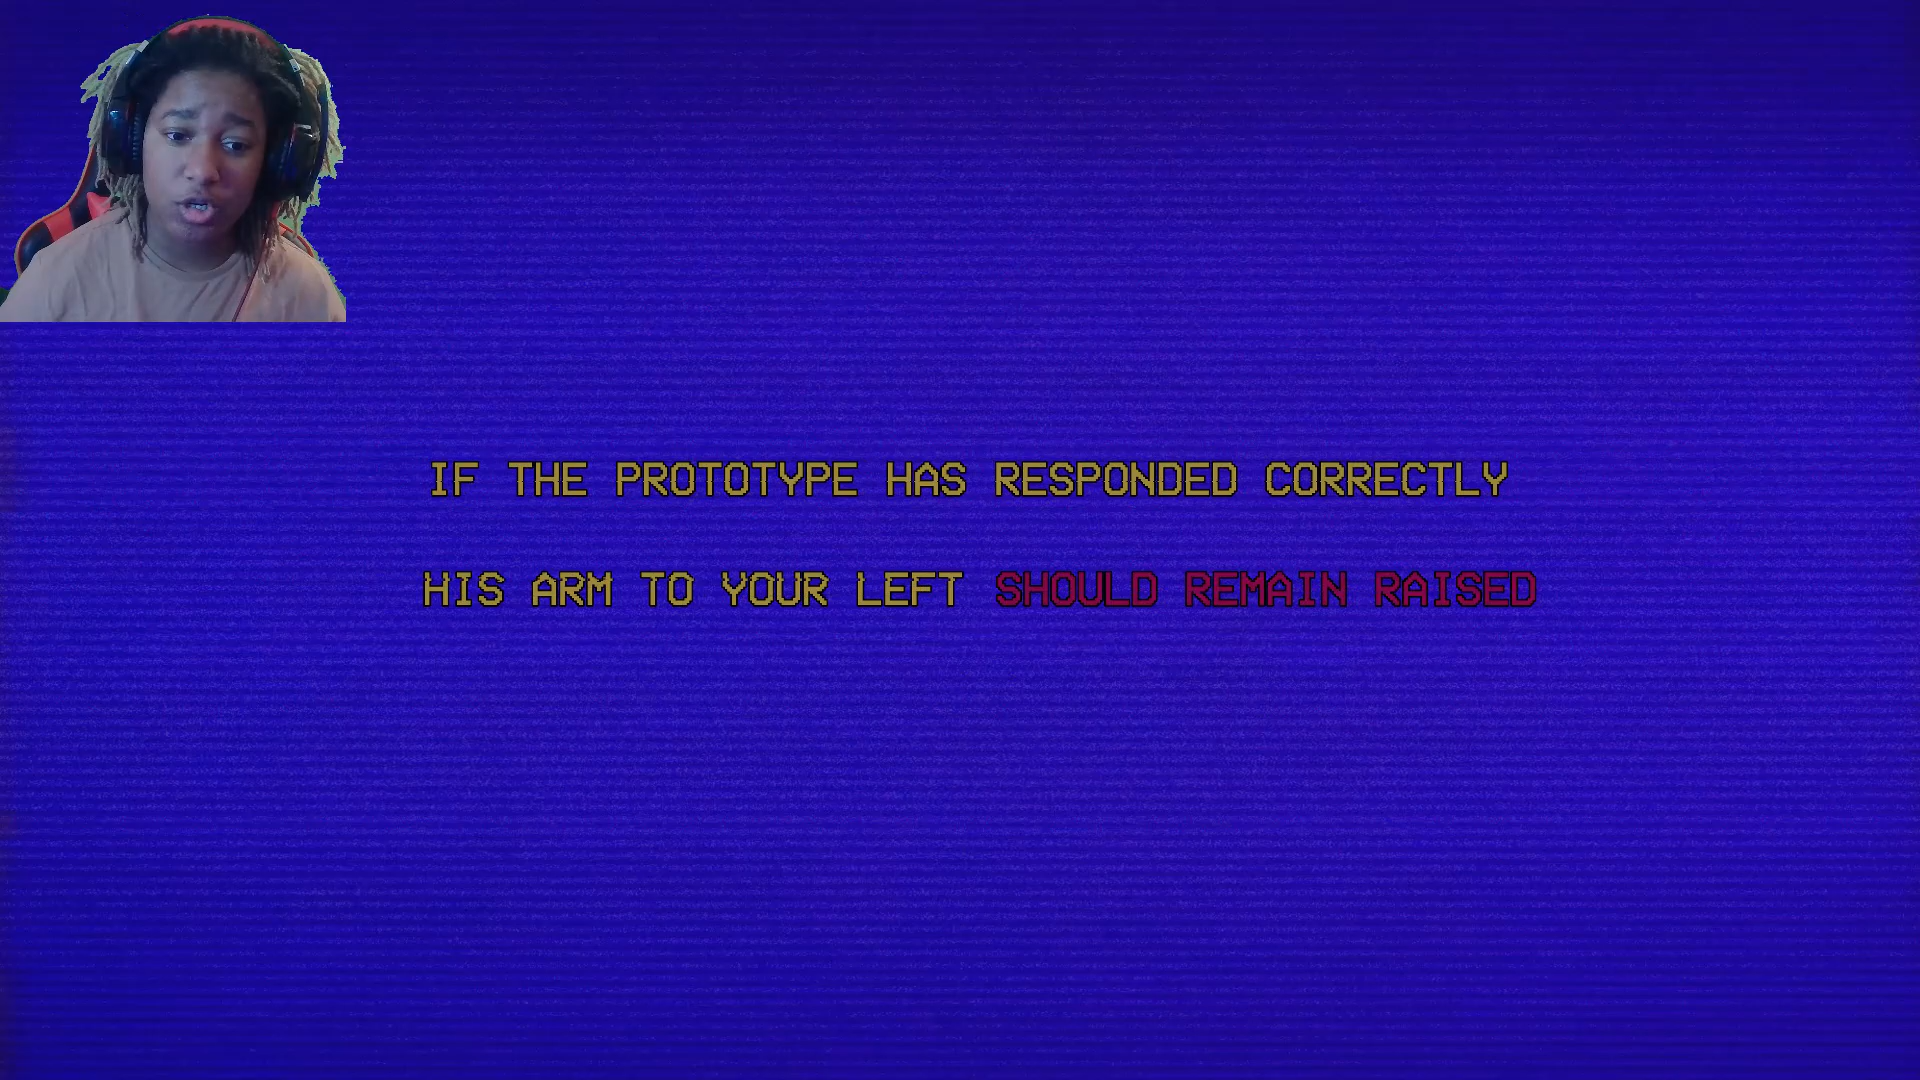 IF THE PROTOTYPE HAS RESPONDED CORRECTLY
HIS ARM TO YOUR LEFT SHOULD REMAIN RAISED